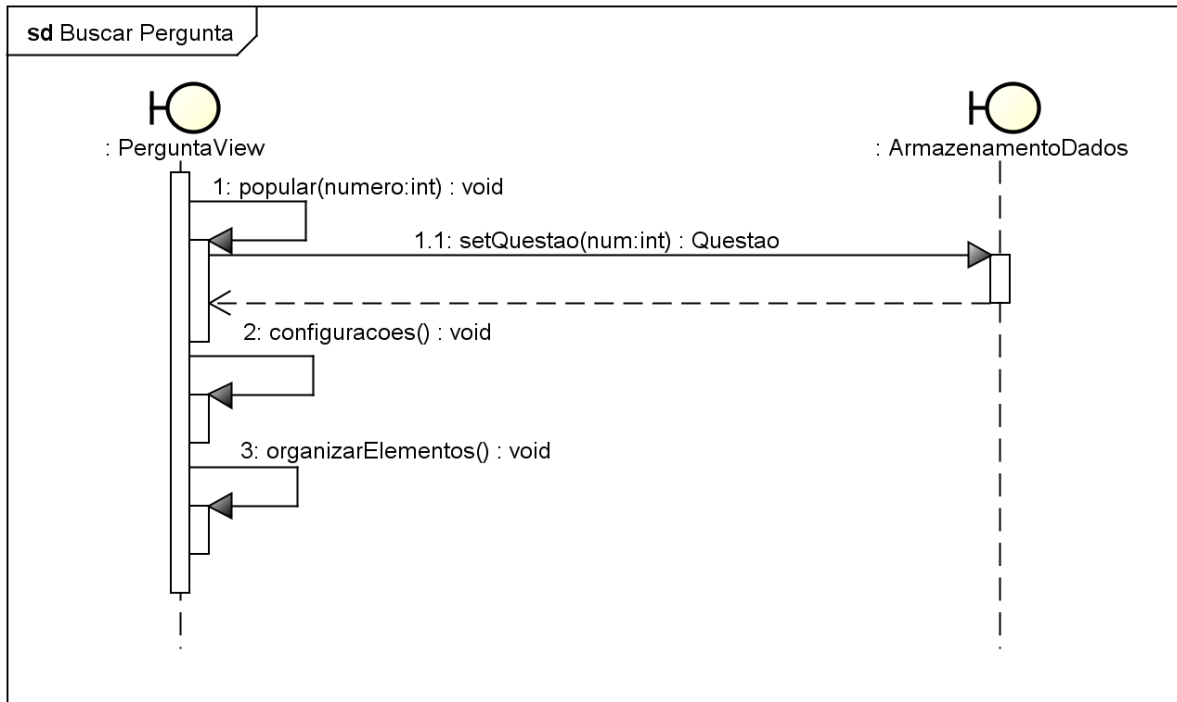 sd Buscar Pergunta
: PerguntaView
: ArmazenamentoDados
1: popular(numero:int) : void
1.1: setQuestao(num:int) : Questao
2: configuracoes() : void
3: organizarElementos() : void